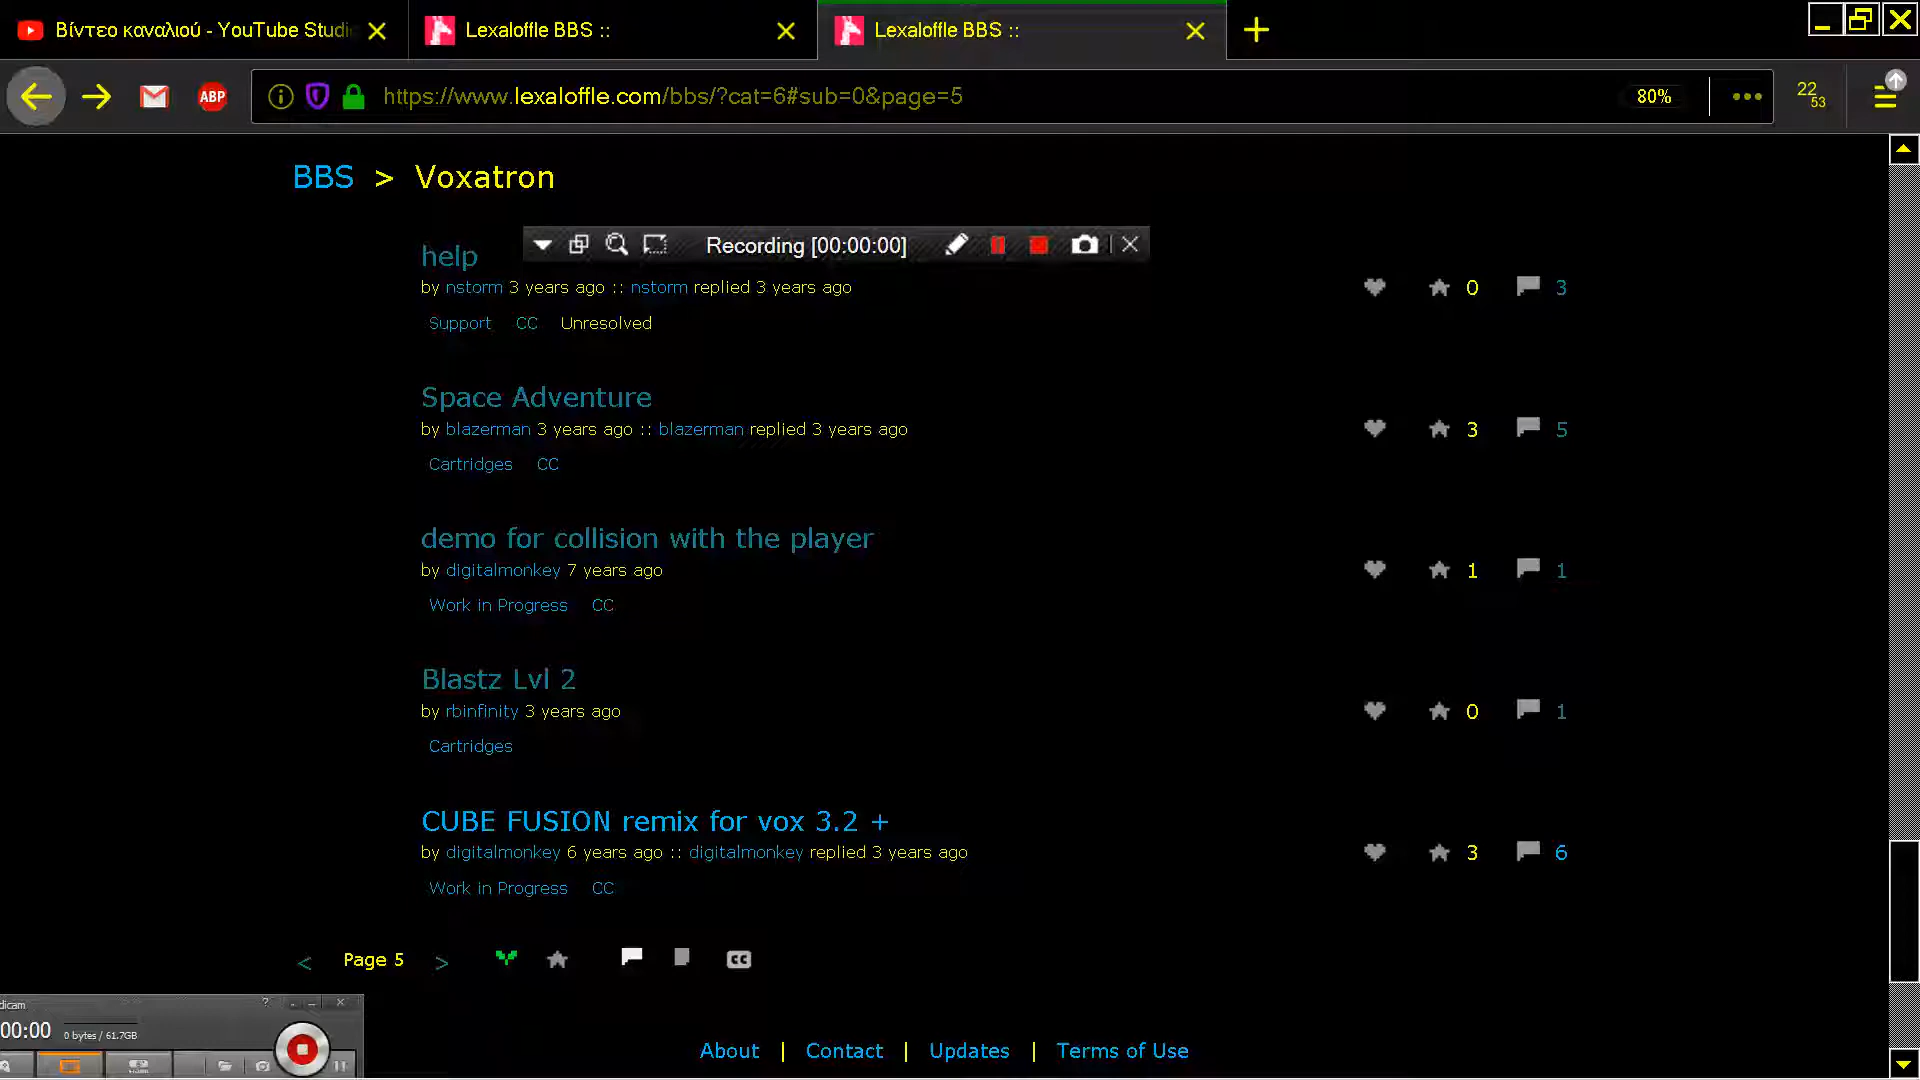 Βίντεο καναλιού - YouTube Studi
Lexaloffle BBS ::
Lexaloffle BBS ::
ABP
https://www.lexaloffle.com/bbs/?cat=6#sub=0&page=5
80%
22
53
BBS > Voxatron
Recording [00:00:00]
help
by nstorm 3 years ago :: nstorm replied 3 years ago
0 3
Support CC Unresolved
Space Adventure
by blazerman 3 years ago :: blazerman replied 3 years ago
3 5
Cartridges CC
demo for collision with the player
by digitalmonkey 7 years ago
1 1
Work in Progress CC
Blastz Lvl 2
by rbinfinity 3 years ago
0 1
Cartridges
CUBE FUSION remix for vox 3.2 +
by digitalmonkey 6 years ago :: digitalmonkey replied 3 years ago
3 6
Work in Progress CC
< Page 5 >
cc
dicam
00:00
0 bytes / 61.7GB
About | Contact | Updates | Terms of Use